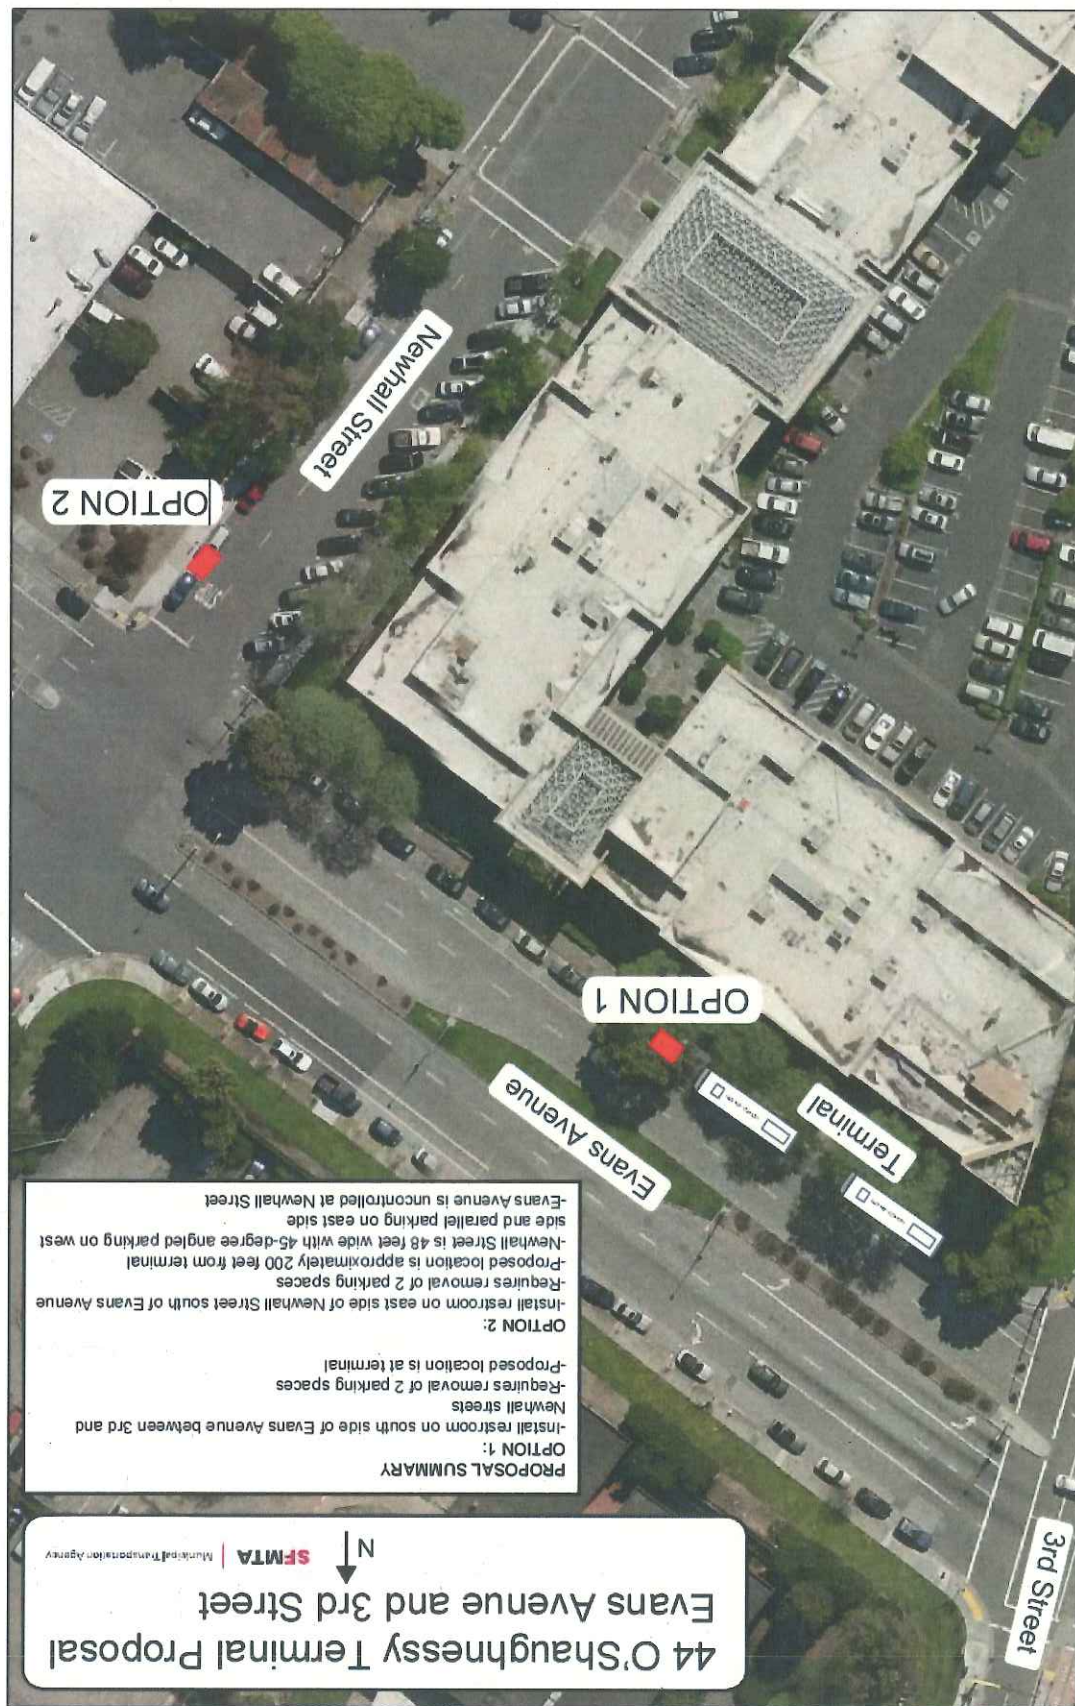 44 O'Shaughnessy Terminal Proposal
Evans Avenue and 3rd Street
N
SFMTA | Municipal Transportation Agency
PROPOSAL SUMMARY
OPTION 1:
-Install restroom on south side of Evans Avenue between 3rd and
Newhall streets
-Requires removal of 2 parking spaces
-Proposed location is at terminal
OPTION 2:
-Install restroom on east side of Newhall Street south of Evans Avenue
-Requires removal of 2 parking spaces
-Proposed location is approximately 200 feet from terminal
-Newhall Street is 48 feet wide with 45-degree angled parking on west
side and parallel parking on east side
-Evans Avenue is uncontrolled at Newhall Street
3rd Street
Terminal
Evans Avenue
OPTION 1
OPTION 2
Newhall Street